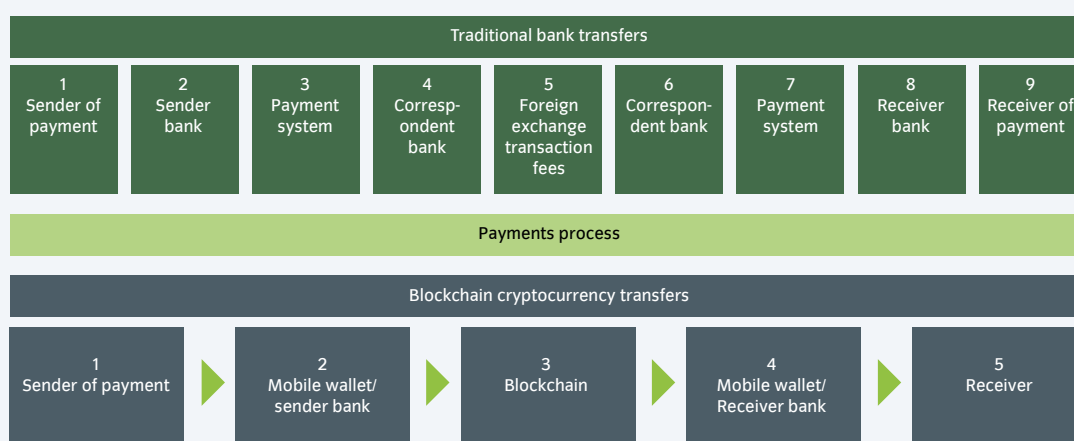 Traditional bank transfers
1
Sender of
payment
2
Sender
bank
3
Payment
system
4
Corresp-
ondent
bank
5
Foreign
exchange
transaction
fees
6
Correspon-
dent bank
7
Payment
system
8
Receiver
bank
9
Receiver of
payment
Payments process
Blockchain cryptocurrency transfers
1
Sender of payment
2
Mobile wallet/
sender bank
3
Blockchain
4
Mobile wallet/
Receiver bank
5
Receiver